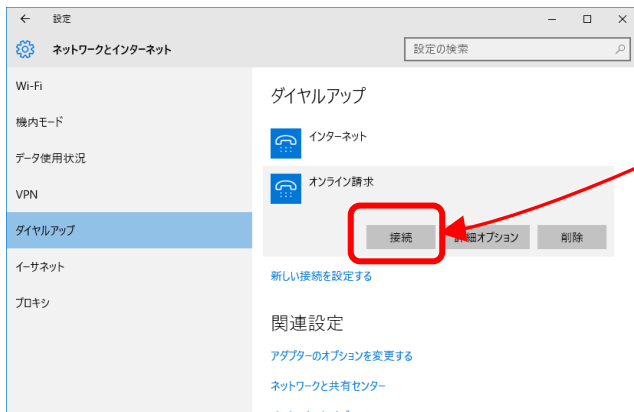 設定
ネットワークとインターネット
設定の検索
Wi-Fi
機内モード
データ使用状況
VPN
ダイヤルアップ
イーサネット
プロキシ
ダイヤルアップ
インターネット
オンライン請求
接続 詳細オプション 削除
新しい接続を設定する
関連設定
アダプターのオプションを変更する
ネットワークと共有センター